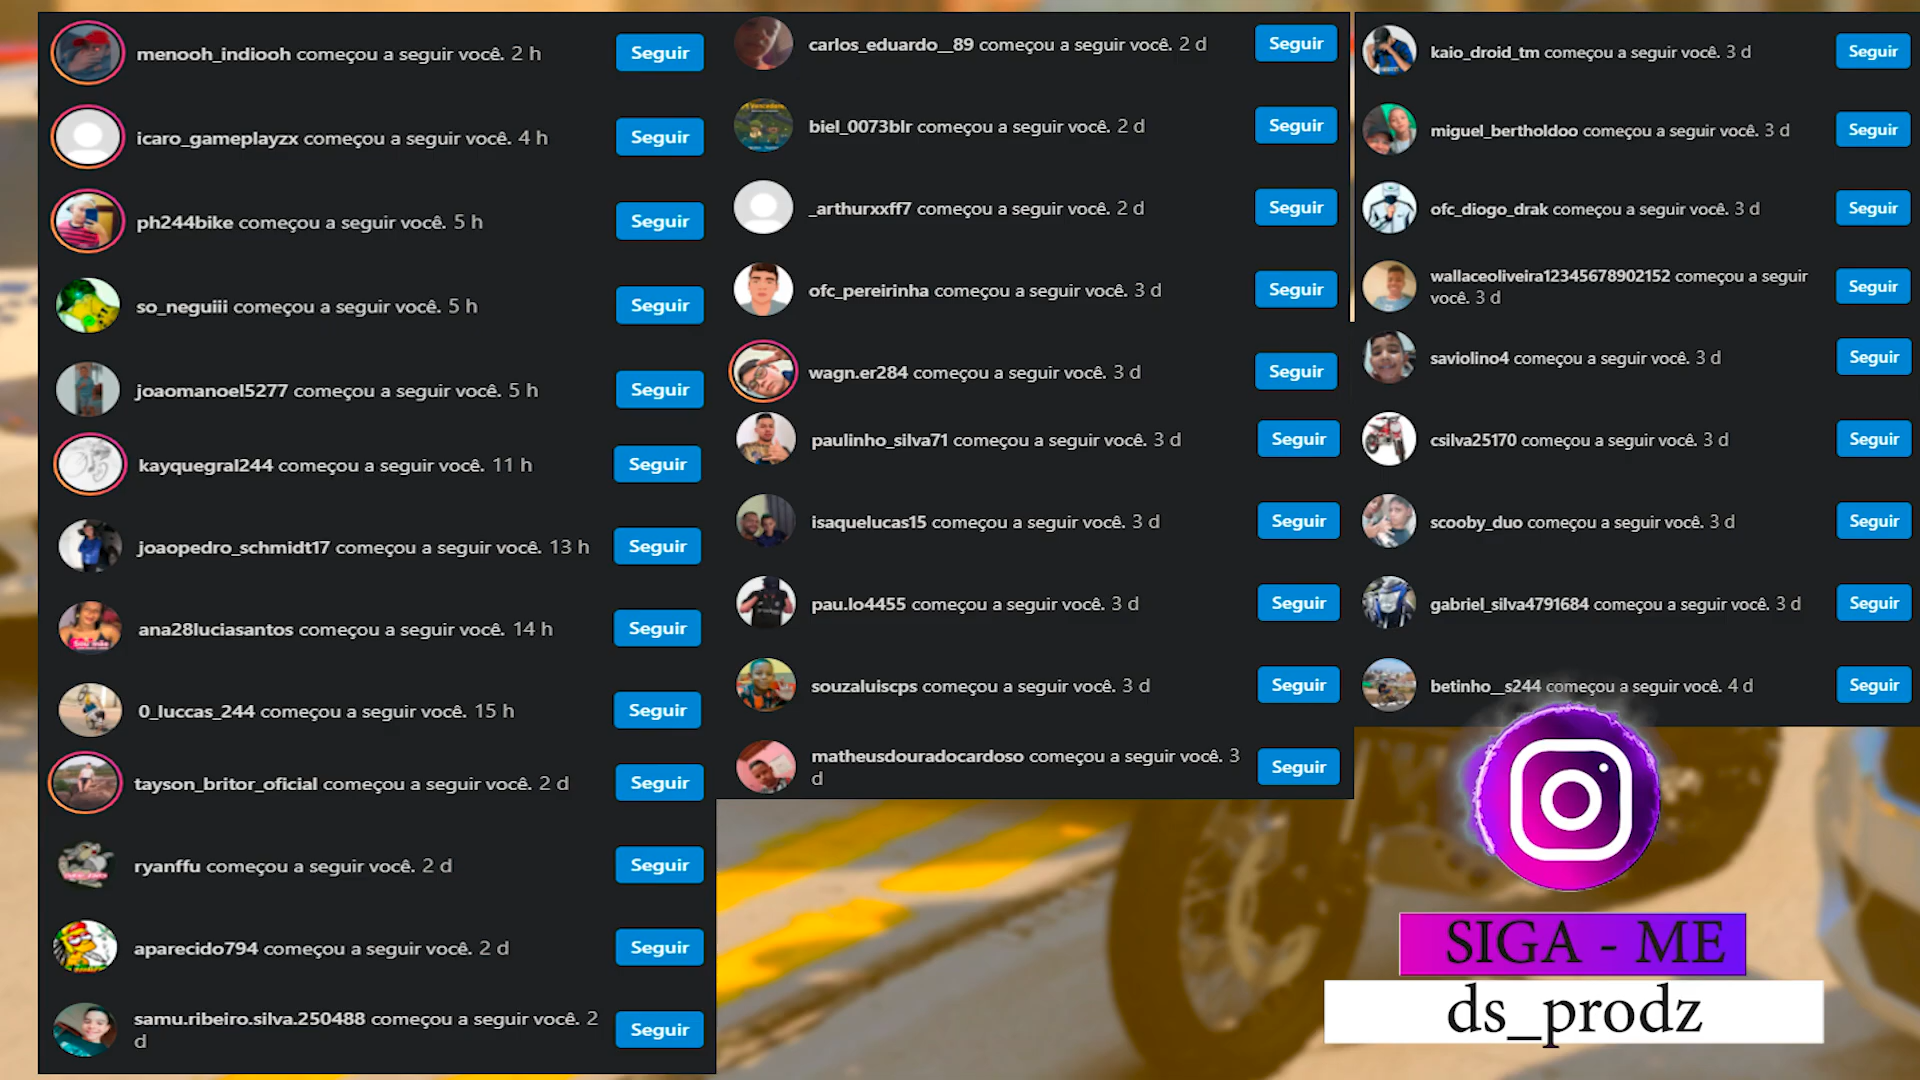 menooh_indiooh começou a seguir você. 2 h
Seguir
icaro_gameplayzx começou a seguir você. 4 h
Seguir
ph244bike começou a seguir você. 5 h
Seguir
so_neguiii começou a seguir você. 5 h
Seguir
joaomanoel5277 começou a seguir você. 5 h
Seguir
kayquegral244 começou a seguir você. 11 h
Seguir
joaopedro_schmidt17 começou a seguir você. 13 h
Seguir
ana28luciasantos começou a seguir você. 14 h
Seguir
0_luccas_244 começou a seguir você. 15 h
Seguir
tayson_britor_oficial começou a seguir você. 2 d
Seguir
ryanffu começou a seguir você. 2 d
Seguir
aparecido794 começou a seguir você. 2 d
Seguir
samu.ribeiro.silva.250488 começou a seguir você. 2
d
Seguir
carlos_eduardo__89 começou a seguir você. 2 d
Seguir
biel_0073blr começou a seguir você. 2 d
Seguir
_arthurxxff7 começou a seguir você. 2 d
Seguir
ofc_pereirinha começou a seguir você. 3 d
Seguir
wagn.er284 começou a seguir você. 3 d
Seguir
paulinho_silva71 começou a seguir você. 3 d
Seguir
isaquelucas15 começou a seguir você. 3 d
Seguir
pau.lo4455 começou a seguir você. 3 d
Seguir
souzaluiscps começou a seguir você. 3 d
Seguir
matheusdouradocardoso começou a seguir você. 3
d
Seguir
kaio_droid_tm começou a seguir você. 3 d
Seguir
miguel_bertholdoo começou a seguir você. 3 d
Seguir
ofc_diogo_drak começou a seguir você. 3 d
Seguir
wallaceoliveira12345678902152 começou a seguir
você. 3 d
Seguir
saviolino4 começou a seguir você. 3 d
Seguir
csilva25170 começou a seguir você. 3 d
Seguir
scooby_duo começou a seguir você. 3 d
Seguir
gabriel_silva4791684 começou a seguir você. 3 d
Seguir
betinho__s244 começou a seguir você. 4 d
Seguir
SIGA - ME
ds_prodz